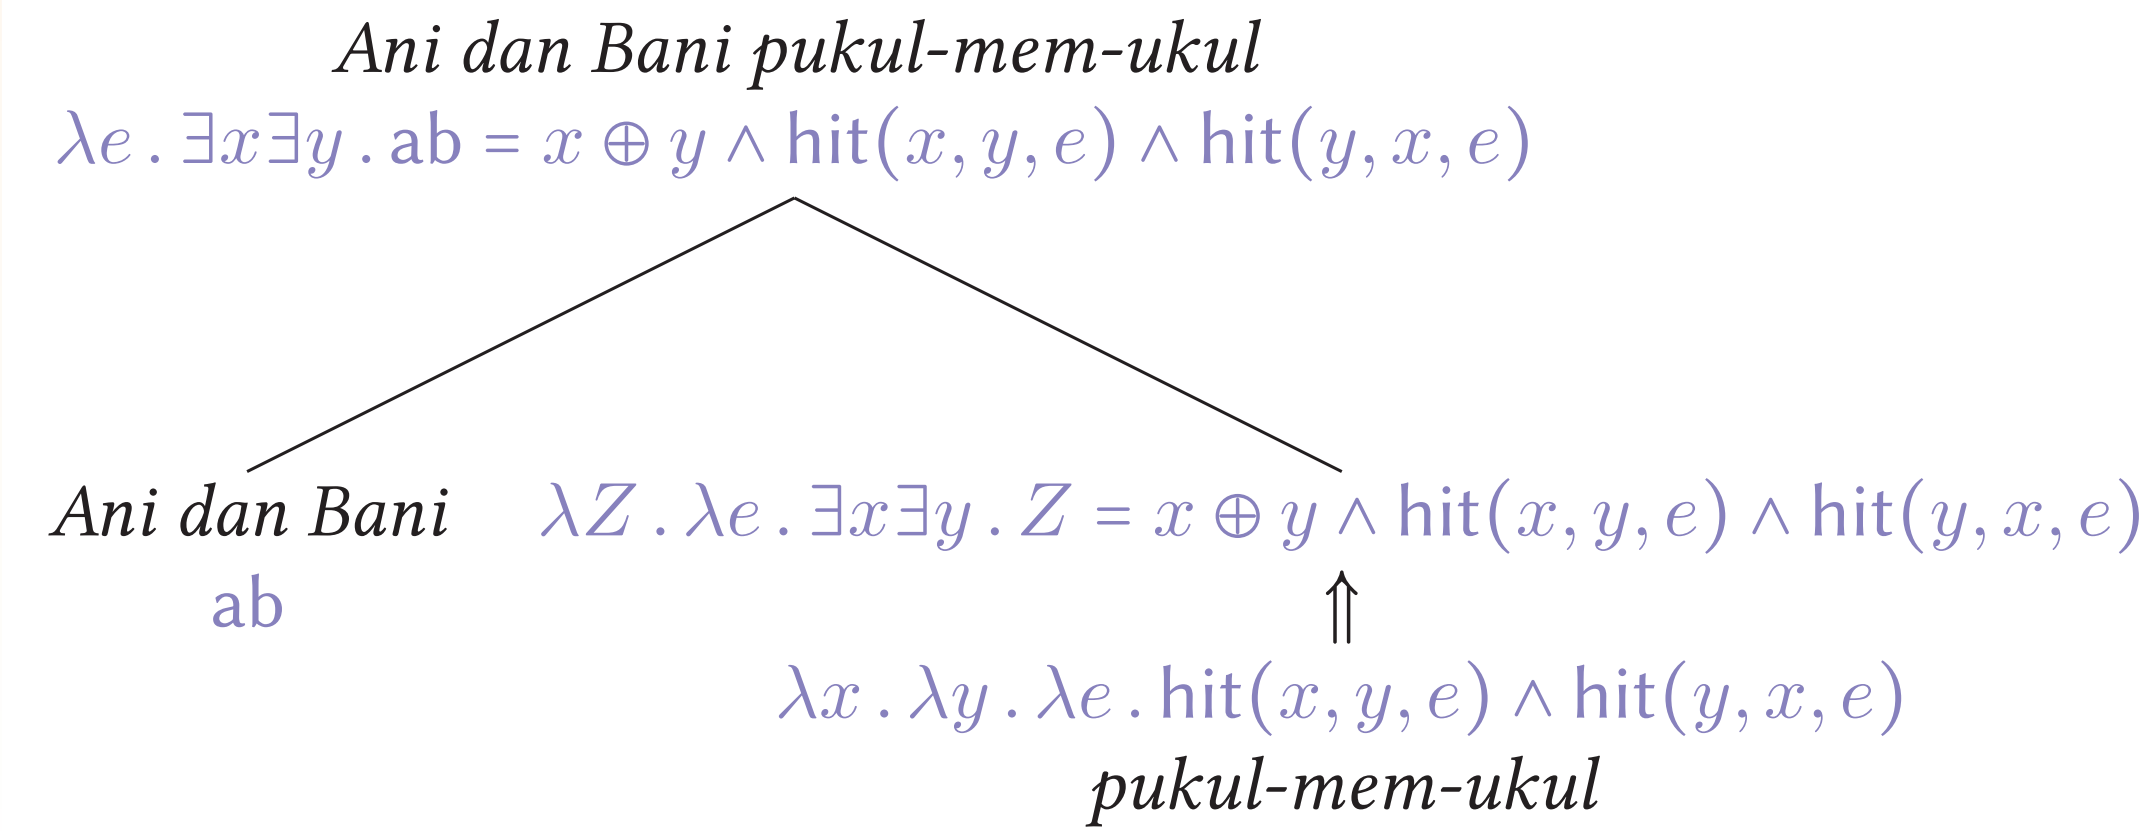 Ani dan Bani pukul-mem-ukul
λe . ∃x∃y . ab = x ⊕ y ∧ hit(x, y, e) ∧ hit(y, x, e)
Ani dan Bani
λZ . λe . ∃x∃y . Z = x ⊕ y ∧ hit(x, y, e) ∧ hit(y, x, e)
ab
⇑
λx . λy . λe . hit(x, y, e) ∧ hit(y, x, e)
pukul-mem-ukul